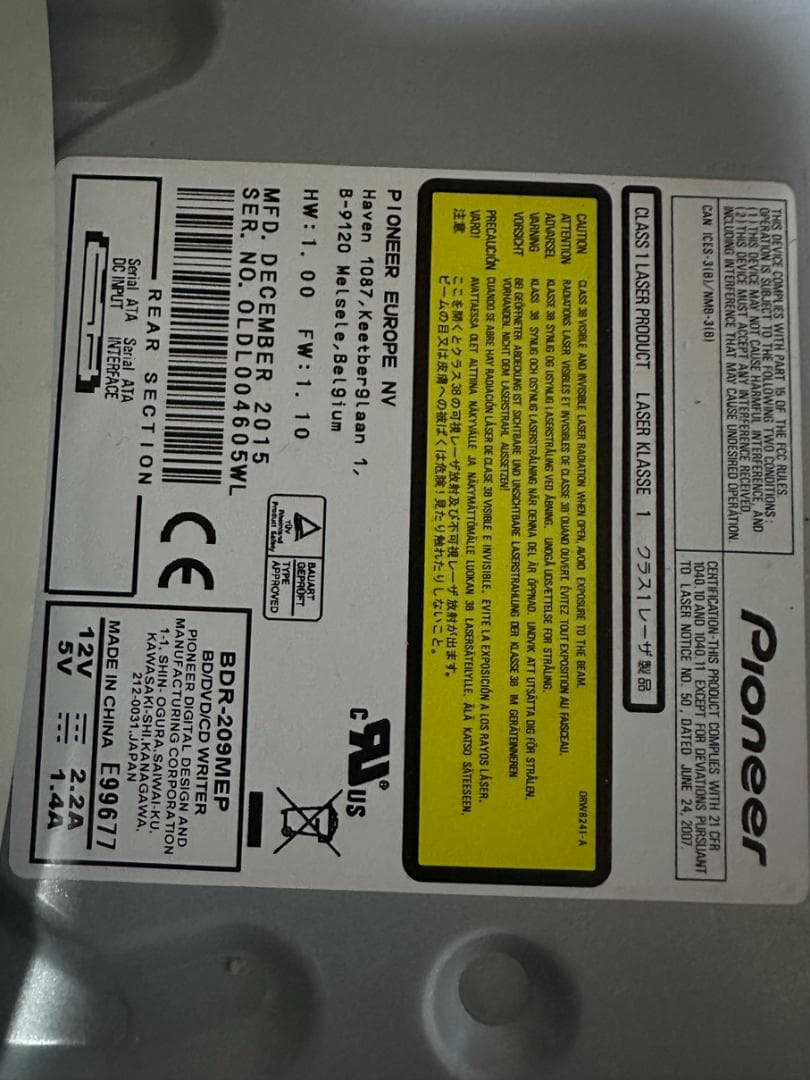 THIS DEVICE COMPLIES WITH PART 15 OF THE FCC RULES.
OPERATION IS SUBJECT TO THE FOLLOWING TWO CONDITIONS:
(1) THIS DEVICE MAY NOT CAUSE HARMFUL INTERFERENCE, AND
(2) THIS DEVICE MUST ACCEPT ANY INTERFERENCE RECEIVED,
INCLUDING INTERFERENCE THAT MAY CAUSE UNDESIRED OPERATION.
CAN ICES-3(B)/NMB-3(B)
Pioneer
CERTIFICATION-THIS PRODUCT COMPLIES WITH 21 CFR
1040.10 AND 1040.11 EXCEPT FOR DEVIATIONS PURSUANT
TO LASER NOTICE NO. 50, DATED JUNE 24, 2007.
CLASS 1 LASER PRODUCT LASER KLASSE 1 クラス1レーザ製品
CAUTION CLASS 3B VISIBLE AND INVISIBLE LASER RADIATION WHEN OPEN, AVOID EXPOSURE TO THE BEAM. DRW8241-A
ATTENTION RADIATIONS LASER VISIBLES ET INVISIBLES DE CLASSE 3B QUAND OUVERT. ÉVITEZ TOUT EXPOSITION AU FAISCEAU.
ADVARSEL KLASSE 3B SYNLIG OG USYNLIG LASERSTRÅLING VED ÅBNING. UNDGÅ UDSÆTTELSE FOR STRÅLING.
VARNING KLASS 3B SYNLIG OCH OSYNLIG LASERSTRÅLNING NÄR DENNA DEL ÄR ÖPPNAD. UNDVIK ATT UTSÄTTA DIG FÖR STRÅLEN.
VORSICHT BEI GEÖFFNETER ABDECKUNG IST SICHTBARE UND UNSICHTBARE LASERSTRAHLUNG DER KLASSE 3B IM GERÄTEINNEREN
VORHANDEN. NICHT DEM LASERSTRAHL AUSSETZEN!
PRECAUCIÓN CUANDO SE ABRE HAY RADIACIÓN LÁSER DE CLASE 3B VISIBLE E INVISIBLE. EVITE LA EXPOSICIÓN A LOS RAYOS LÁSER.
VARO! AVATTAESSA OLET ALTTIINA NÄKYVÄLLE JA NÄKYMÄTTÖMÄLLE LUOKAN 3B LASERSÄTEILYLLE. ÄLÄ KATSO SÄTEESEEN.
注意 ここを開くとクラス3Bの可視レーザ放射及び不可視レーザ放射が出ます。
ビームの目又は皮膚への被ばくは危険！見たり触れたりしないこと。
PIONEER EUROPE NV
Haven 1087,Keetberglaan 1,
B-9120 Melsele,Belgium
HW:1.00 FW:1.10
MFD. DECEMBER 2015
SER. NO. OLDL004605WL
REAR SECTION
Serial ATA
DC INPUT
Serial ATA
INTERFACE
TÜV
Rheinland
Product Safety
BAUART
GEPRÜFT
TYPE
APPROVED
CE
c RU® US
BDR-209MEP
BD/DVD/CD WRITER
PIONEER DIGITAL DESIGN AND
MANUFACTURING CORPORATION
1-1, SHIN-OGURA,SAIWAI-KU,
KAWASAKI-SHI,KANAGAWA,
212-0031,JAPAN
MADE IN CHINA E99677
12V ⎓ 2.2A
5V ⎓ 1.4A